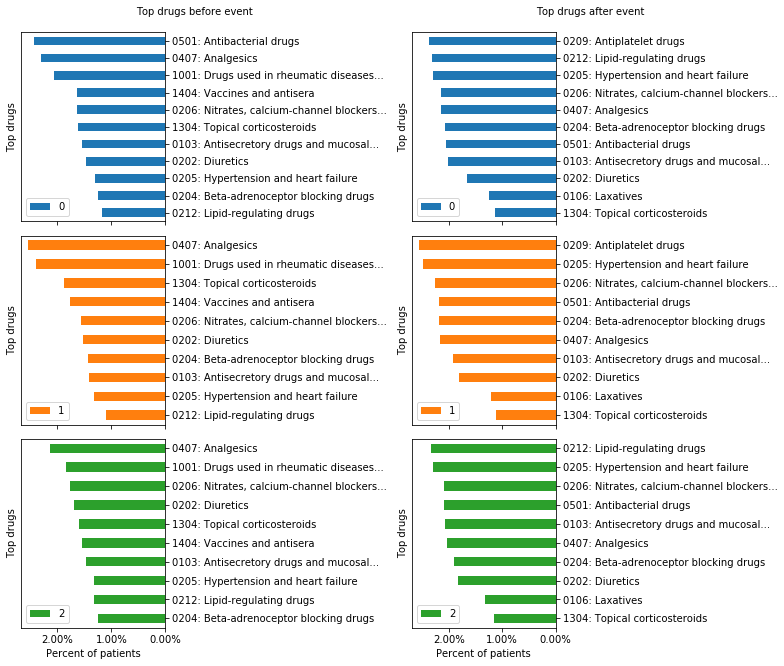 Top drugs before event
Top drugs
0501: Antibacterial drugs
0407: Analgesics
1001: Drugs used in rheumatic diseases...
1404: Vaccines and antisera
0206: Nitrates, calcium-channel blockers...
1304: Topical corticosteroids
0103: Antisecretory drugs and mucosal...
0202: Diuretics
0205: Hypertension and heart failure
0204: Beta-adrenoceptor blocking drugs
0212: Lipid-regulating drugs
0
Top drugs
0407: Analgesics
1001: Drugs used in rheumatic diseases...
1304: Topical corticosteroids
1404: Vaccines and antisera
0206: Nitrates, calcium-channel blockers...
0202: Diuretics
0204: Beta-adrenoceptor blocking drugs
0103: Antisecretory drugs and mucosal...
0205: Hypertension and heart failure
0212: Lipid-regulating drugs
1
Top drugs
0407: Analgesics
1001: Drugs used in rheumatic diseases...
0206: Nitrates, calcium-channel blockers...
0202: Diuretics
1304: Topical corticosteroids
1404: Vaccines and antisera
0103: Antisecretory drugs and mucosal...
0205: Hypertension and heart failure
0212: Lipid-regulating drugs
0204: Beta-adrenoceptor blocking drugs
2
2.00% 1.00% 0.00%
Percent of patients
Top drugs after event
Top drugs
0209: Antiplatelet drugs
0212: Lipid-regulating drugs
0205: Hypertension and heart failure
0206: Nitrates, calcium-channel blockers...
0407: Analgesics
0204: Beta-adrenoceptor blocking drugs
0501: Antibacterial drugs
0103: Antisecretory drugs and mucosal...
0202: Diuretics
0106: Laxatives
1304: Topical corticosteroids
0
Top drugs
0209: Antiplatelet drugs
0205: Hypertension and heart failure
0206: Nitrates, calcium-channel blockers...
0501: Antibacterial drugs
0204: Beta-adrenoceptor blocking drugs
0407: Analgesics
0103: Antisecretory drugs and mucosal...
0202: Diuretics
0106: Laxatives
1304: Topical corticosteroids
1
Top drugs
0212: Lipid-regulating drugs
0205: Hypertension and heart failure
0206: Nitrates, calcium-channel blockers...
0501: Antibacterial drugs
0103: Antisecretory drugs and mucosal...
0407: Analgesics
0204: Beta-adrenoceptor blocking drugs
0202: Diuretics
0106: Laxatives
1304: Topical corticosteroids
2
2.00% 1.00% 0.00%
Percent of patients